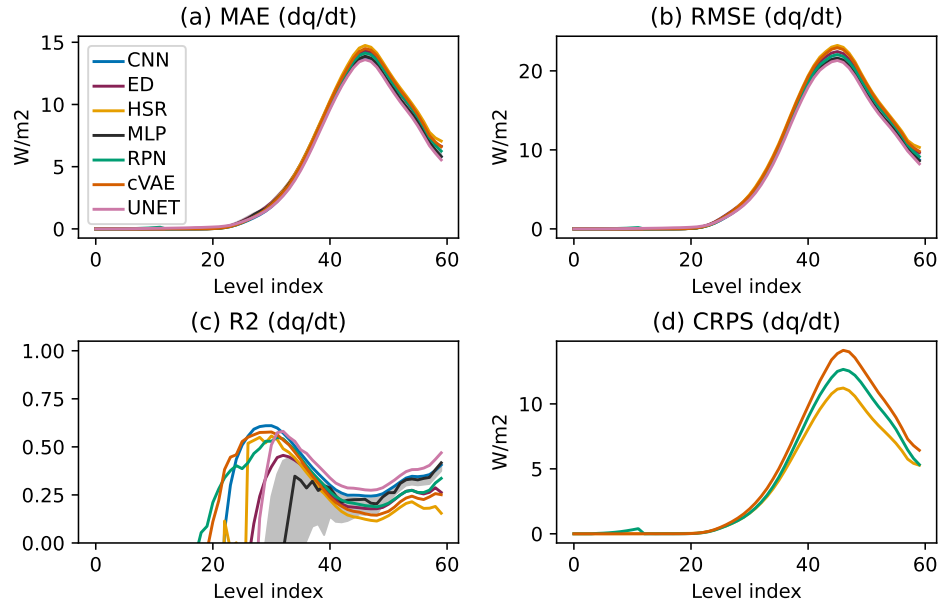 (a) MAE (dq/dt)
15
10
5
0
W/m2
CNN
ED
HSR
MLP
RPN
cVAE
UNET
0 20 40 60
Level index
(b) RMSE (dq/dt)
20
10
0
W/m2
0 20 40 60
Level index
(c) R2 (dq/dt)
1.00
0.75
0.50
0.25
0.00
0 20 40 60
Level index
(d) CRPS (dq/dt)
10
5
0
W/m2
0 20 40 60
Level index